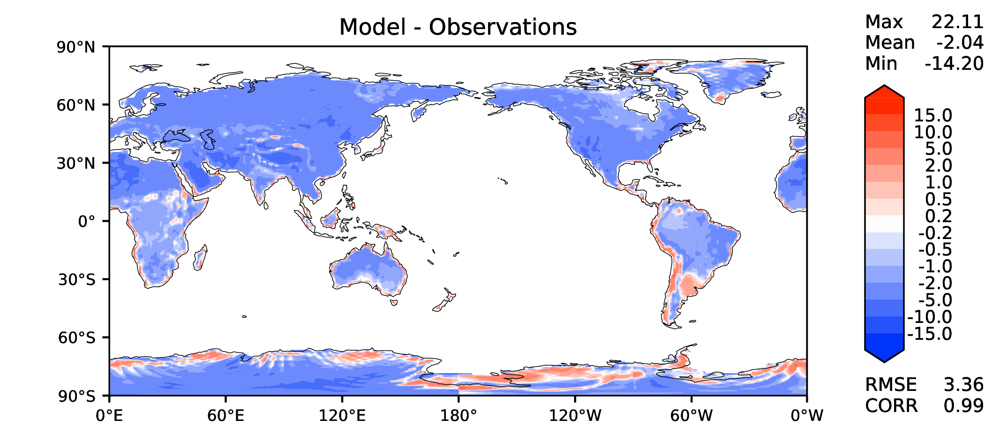 Model - Observations
Max 22.11
Mean -2.04
Min -14.20
90°N
60°N
30°N
0°
30°S
60°S
90°S
0°E
60°E
120°E
180°
120°W
60°W
0°W
15.0
10.0
5.0
2.0
1.0
0.5
0.2
-0.2
-0.5
-1.0
-2.0
-5.0
-10.0
-15.0
RMSE 3.36
CORR 0.99